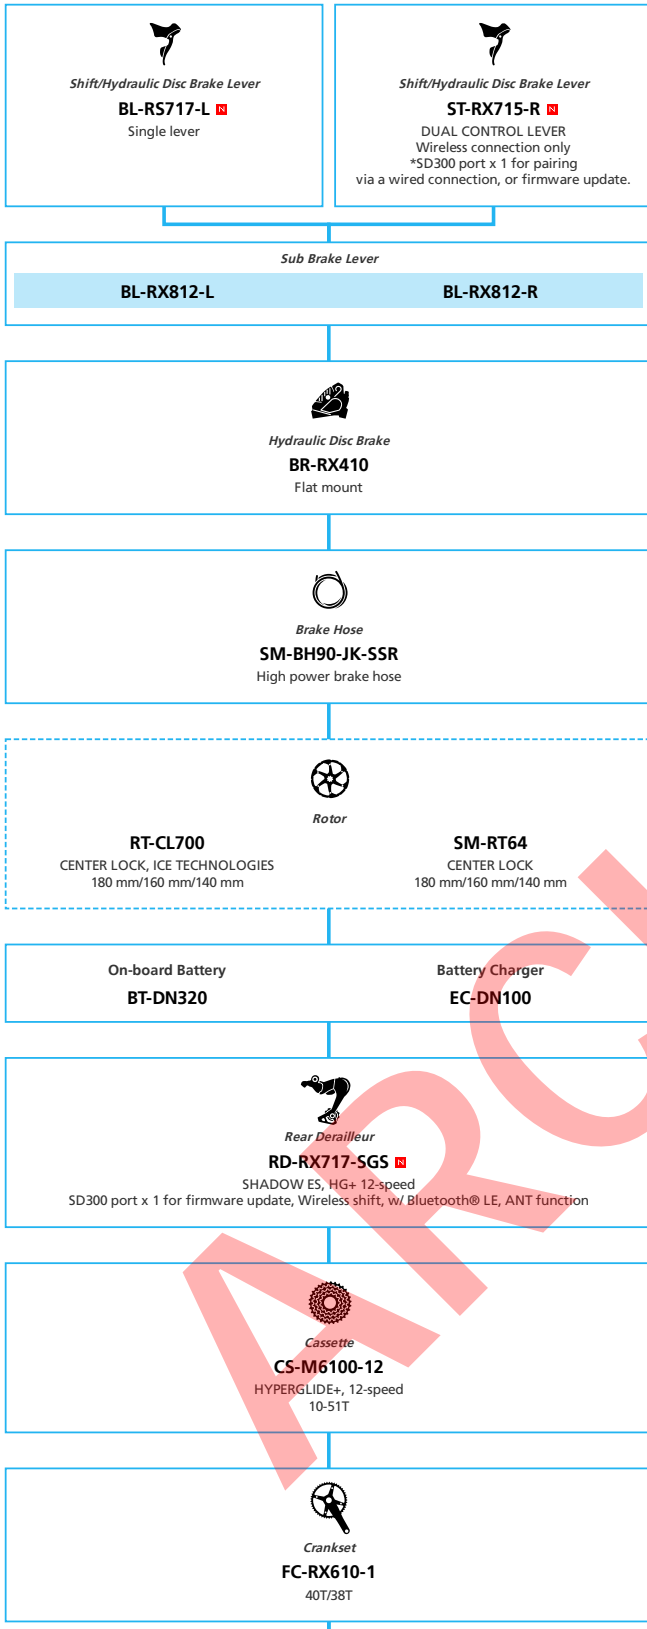 Shift/Hydraulic Disc Brake Lever
BL-RS717-L N
Single lever
Shift/Hydraulic Disc Brake Lever
ST-RX715-R N
DUAL CONTROL LEVER
Wireless connection only
*SD300 port x 1 for pairing
via a wired connection, or firmware update.
Sub Brake Lever
BL-RX812-L
BL-RX812-R
Hydraulic Disc Brake
BR-RX410
Flat mount
Brake Hose
SM-BH90-JK-SSR
High power brake hose
Rotor
RT-CL700
CENTER LOCK, ICE TECHNOLOGIES
180 mm/160 mm/140 mm
SM-RT64
CENTER LOCK
180 mm/160 mm/140 mm
On-board Battery
BT-DN320
Battery Charger
EC-DN100
Rear Derailleur
RD-RX717-SGS N
SHADOW ES, HG+ 12-speed
SD300 port x 1 for firmware update, Wireless shift, w/ Bluetooth® LE, ANT function
Cassette
CS-M6100-12
HYPERGLIDE+, 12-speed
10-51T
Crankset
FC-RX610-1
40T/38T